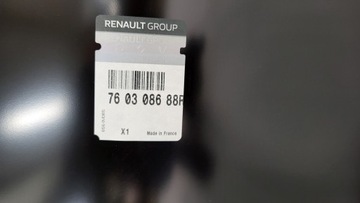 RENAULT GROUP
76 03 086 88R
X1 Made in France